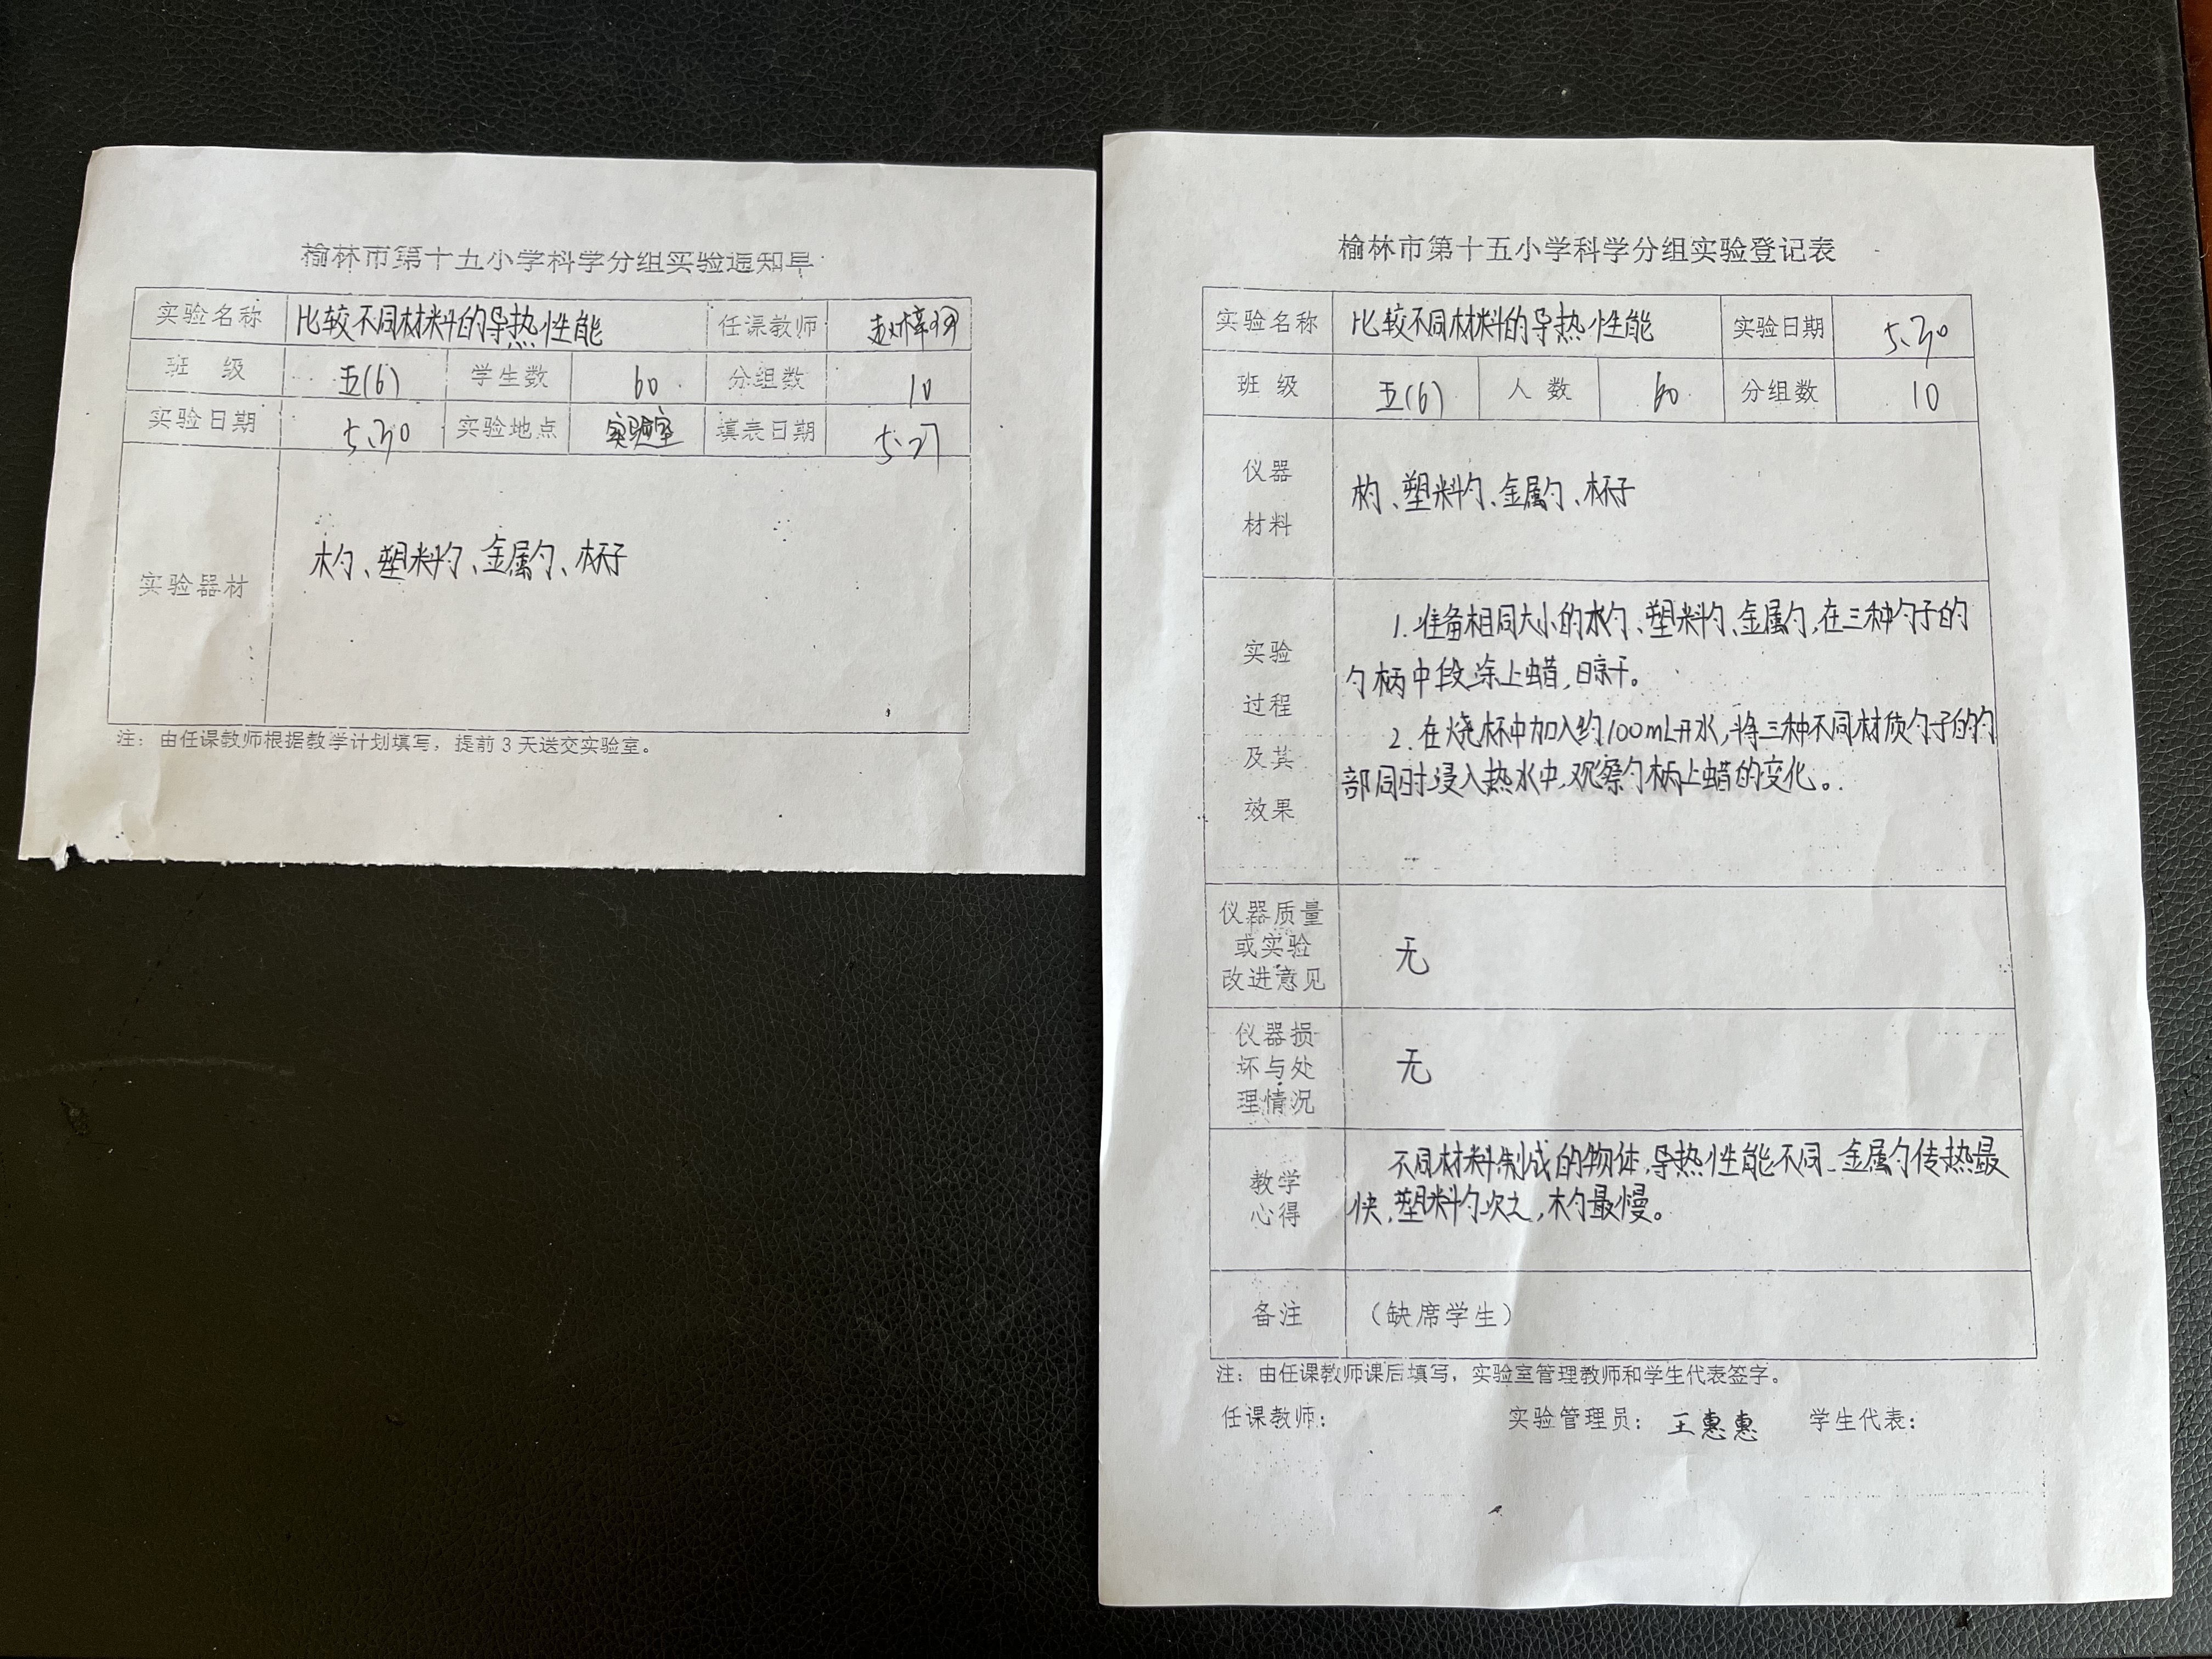 榆林市第十五小学科学分组实验通知单
实验名称 比较不同材料的导热性能 任课教师
班 级 五(6) 学生数 60 分组数 10
实验日期 5.30 实验地点 实验室 填表日期 5.27
实验器材 木勺、塑料勺、金属勺、杯子
注：由任课教师根据教学计划填写，提前3天送交实验室。
榆林市第十五小学科学分组实验登记表
实验名称 比较不同材料的导热性能 实验日期 5.30
班 级 五(6) 人 数 60 分组数 10
仪器
材料
木勺、塑料勺、金属勺、杯子
实验
过程
及其
效果
1.准备相同大小的木勺、塑料勺、金属勺,在三种勺子的
勺柄中段涂上蜡,晾干。
2.在烧杯中加入约100mL开水,将三种不同材质勺子的勺
部同时浸入热水中,观察勺柄上蜡的变化。
仪器质量
或实验
改进意见
无
仪器损
坏与处
理情况
无
教学
心得
不同材料制成的物体,导热性能不同.金属勺传热最
快,塑料勺次之,木勺最慢。
备注 （缺席学生）
注：由任课教师课后填写，实验室管理教师和学生代表签字。
任课教师： 实验管理员： 王惠惠 学生代表：